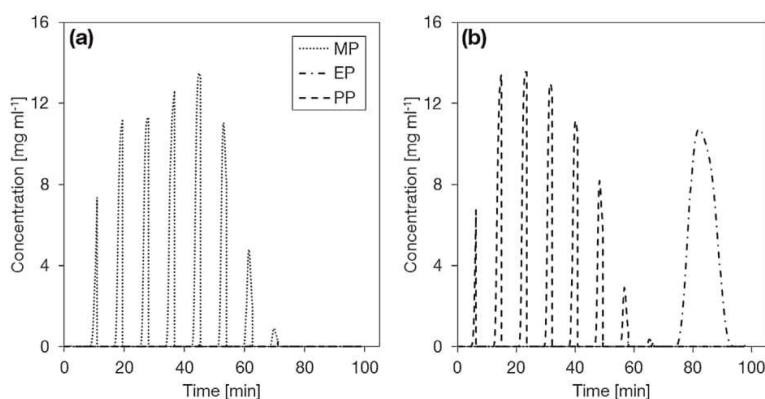 (a)
MP
EP
PP
Concentration [mg ml⁻¹]
16
12
8
4
0
0 20 40 60 80 100
Time [min]
(b)
Concentration [mg ml⁻¹]
16
12
8
4
0
0 20 40 60 80 100
Time [min]